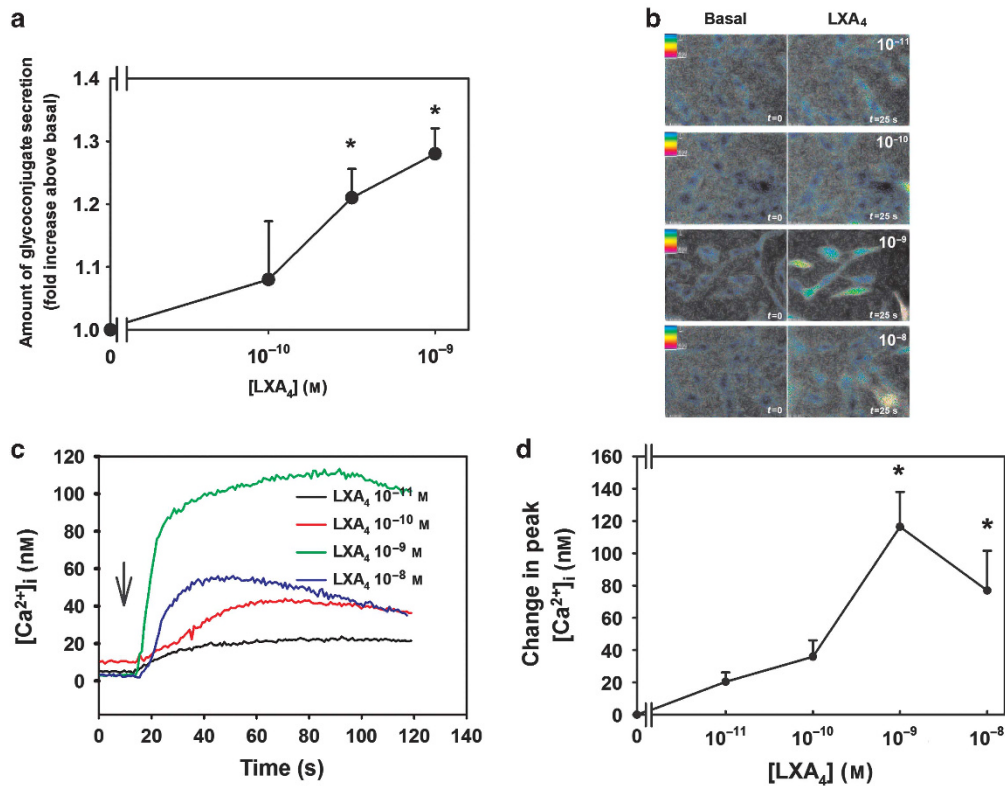 a
Amount of glycoconjugate secretion
(fold increase above basal)
1.4
1.3
1.2
1.1
1.0
*
*
0
10⁻¹⁰
10⁻⁹
[LXA₄] (M)
b
Basal
LXA₄
10⁻¹¹
t=0
t=25 s
10⁻¹⁰
t=0
t=25 s
10⁻⁹
t=0
t=25 s
10⁻⁸
t=0
t=25 s
c
[Ca²⁺]i (nM)
120
100
80
60
40
20
0
LXA₄ 10⁻¹¹ M
LXA₄ 10⁻¹⁰ M
LXA₄ 10⁻⁹ M
LXA₄ 10⁻⁸ M
0 20 40 60 80 100 120 140
Time (s)
d
Change in peak
[Ca²⁺]i (nM)
160
140
120
100
80
60
40
20
0
*
*
0
10⁻¹¹
10⁻¹⁰
10⁻⁹
10⁻⁸
[LXA₄] (M)